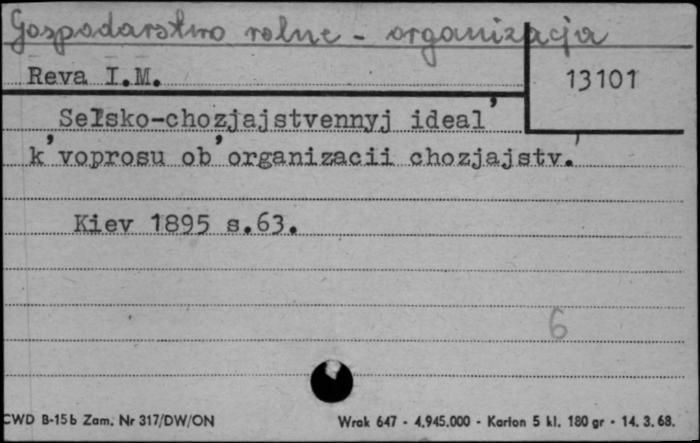 Gospodarstwo rolne - organizacja
Reva I.M.
13101
Selsko-chozjajstvennyj ideal'
k' voprosu ob' organizacii chozjajstv.'
Kiev 1895 s.63.
6
CWD B-15b Zam. Nr 317/DW/ON
Wrak 647 - 4,945.000 - Karton 5 kl. 180 gr - 14. 3. 68.